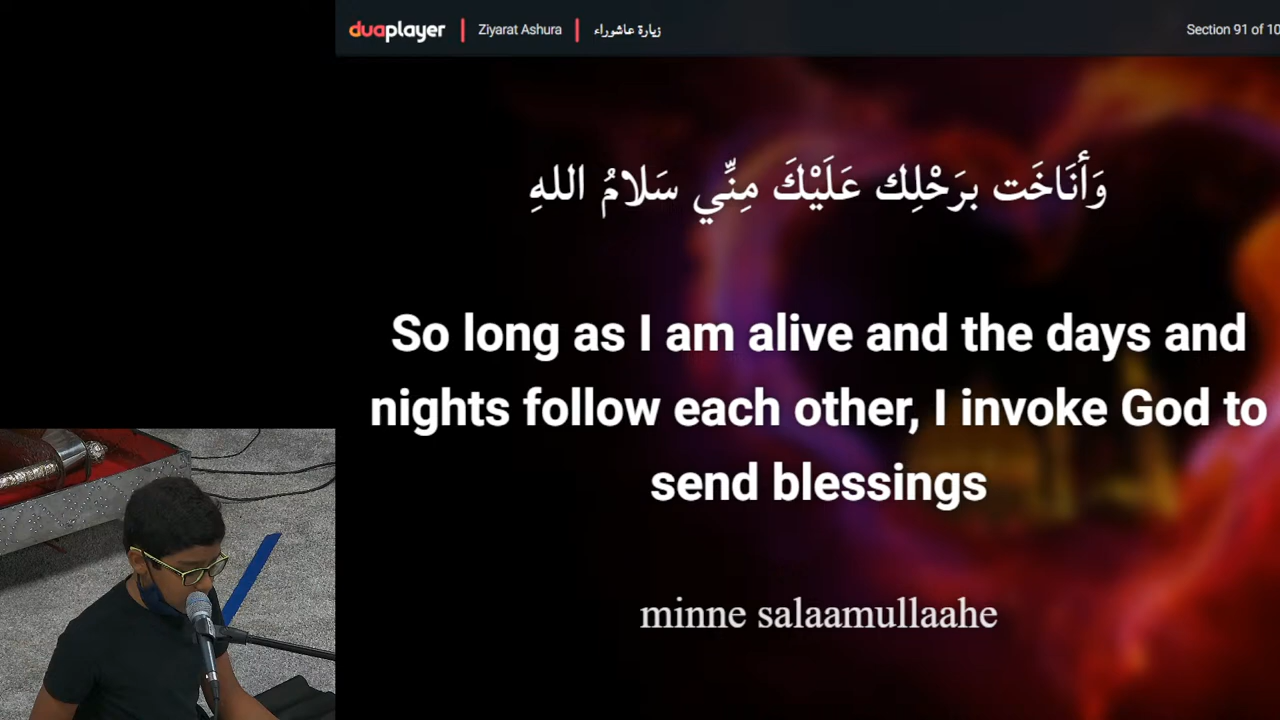 duaplayer | Ziyarat Ashura | زيارة عاشوراء
Section 91 of 10
وَأَنَاخَت برَحْلِك عَلَيْكَ مِنِّي سَلامُ اللهِ
So long as I am alive and the days and
nights follow each other, I invoke God to
send blessings
minne salaamullaahe